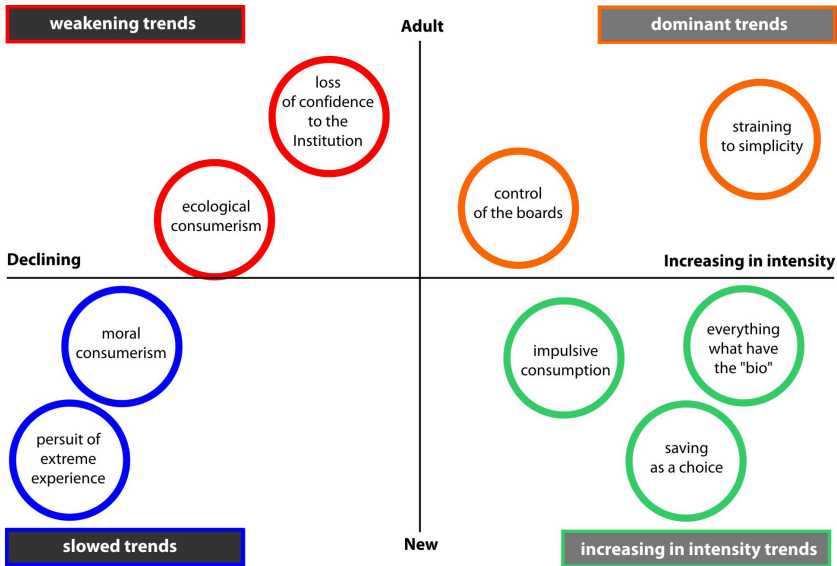 weakening trends
Adult
dominant trends
loss
of confidence
to the
Institution
straining
to simplicity
ecological
consumerism
control
of the boards
Declining
Increasing in intensity
moral
consumerism
impulsive
consumption
everything
what have
the "bio"
persuit of
extreme
experience
saving
as a choice
slowed trends
New
increasing in intensity trends